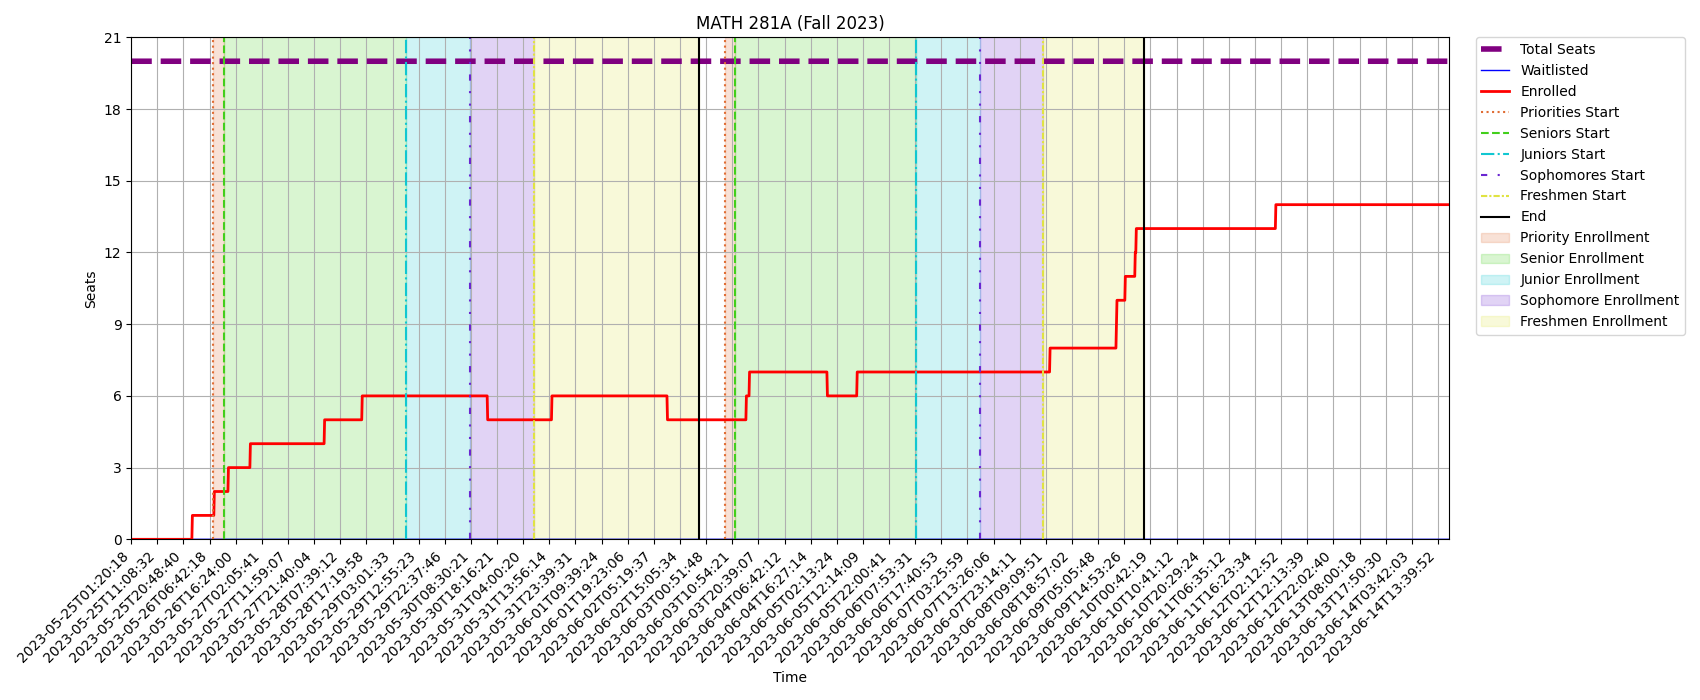 MATH 281A (Fall 2023)
21
18
15
12
9
6
3
0
Seats
2023-05-25T01:20:18
2023-05-25T11:08:32
2023-05-25T20:48:40
2023-05-26T06:42:18
2023-05-26T16:24:00
2023-05-27T02:05:41
2023-05-27T11:59:07
2023-05-27T21:40:04
2023-05-28T07:39:12
2023-05-28T17:19:58
2023-05-29T03:01:33
2023-05-29T12:55:23
2023-05-29T22:37:46
2023-05-30T08:30:21
2023-05-30T18:16:21
2023-05-31T04:00:20
2023-05-31T13:56:14
2023-05-31T23:39:31
2023-06-01T09:39:24
2023-06-01T19:23:06
2023-06-02T05:19:37
2023-06-02T15:05:34
2023-06-03T00:51:48
2023-06-03T10:54:21
2023-06-03T20:39:07
2023-06-04T06:42:12
2023-06-04T16:27:14
2023-06-05T02:13:24
2023-06-05T12:14:09
2023-06-05T22:00:41
2023-06-06T07:53:31
2023-06-06T17:40:53
2023-06-07T03:25:59
2023-06-07T13:26:06
2023-06-07T23:14:11
2023-06-08T09:09:51
2023-06-08T18:57:02
2023-06-09T05:05:48
2023-06-09T14:53:26
2023-06-10T00:42:19
2023-06-10T10:41:12
2023-06-10T20:29:24
2023-06-11T06:35:12
2023-06-11T16:23:34
2023-06-12T02:12:52
2023-06-12T12:13:39
2023-06-12T22:02:40
2023-06-13T08:00:18
2023-06-13T17:50:30
2023-06-14T03:42:03
2023-06-14T13:39:52
Time
Total Seats
Waitlisted
Enrolled
Priorities Start
Seniors Start
Juniors Start
Sophomores Start
Freshmen Start
End
Priority Enrollment
Senior Enrollment
Junior Enrollment
Sophomore Enrollment
Freshmen Enrollment